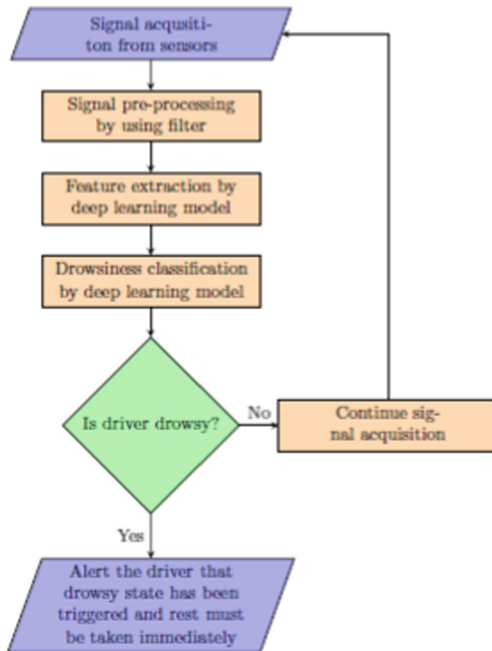 Signal acqusiti-
ton from sensors
Signal pre-processing
by using filter
Feature extraction by
deep learning model
Drowsiness classification
by deep learning model
Is driver drowsy?
No
Continue sig-
nal acquisition
Yes
Alert the driver that
drowsy state has been
triggered and rest must
be taken immediately